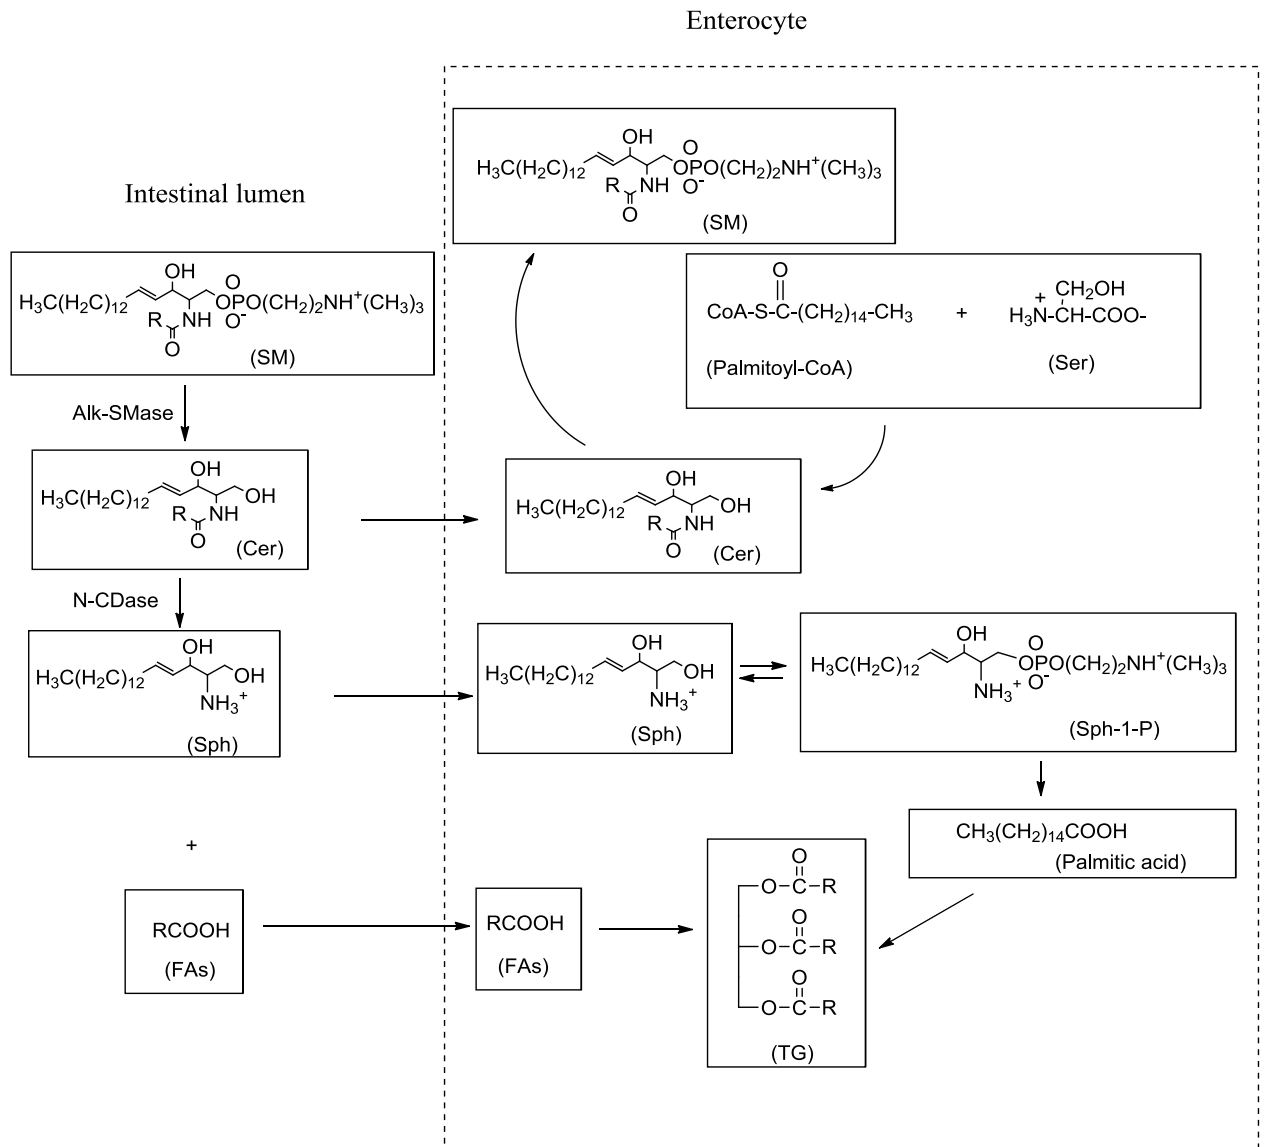 Enterocyte
Intestinal lumen
OH
H3C(H2C)12
O
OPO(CH2)2NH+(CH3)3
O-
R
NH
O
(SM)
OH
H3C(H2C)12
O
OPO(CH2)2NH+(CH3)3
O-
R
NH
O
(SM)
O
CoA-S-C-(CH2)14-CH3
(Palmitoyl-CoA)
+
CH2OH
H3N+-CH-COO-
(Ser)
Alk-SMase
OH
H3C(H2C)12
OH
R
NH
O
(Cer)
OH
H3C(H2C)12
OH
R
NH
O
(Cer)
N-CDase
OH
H3C(H2C)12
OH
NH3+
(Sph)
OH
H3C(H2C)12
OH
NH3+
(Sph)
OH
H3C(H2C)12
O
OPO(CH2)2NH+(CH3)3
O-
NH3+
(Sph-1-P)
CH3(CH2)14COOH
(Palmitic acid)
+
RCOOH
(FAs)
RCOOH
(FAs)
O
O-C-R
O
O-C-R
O
O-C-R
(TG)